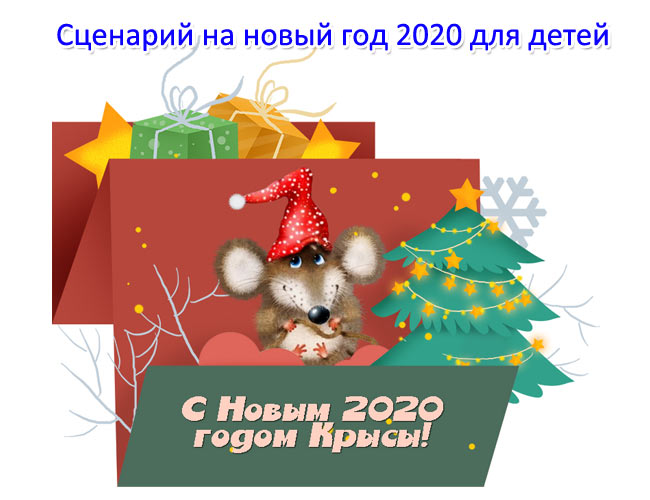 Сценарий на новый год 2020 для детей
С Новым 2020
годом Крысы!